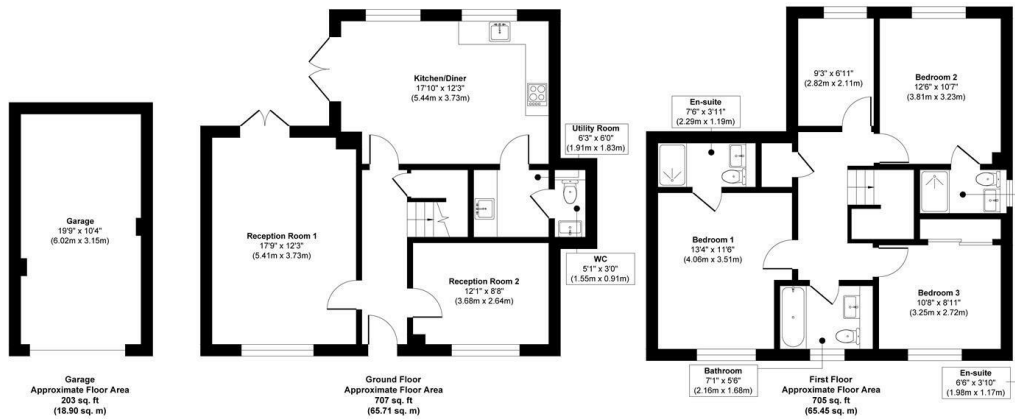 Garage
19'9" x 10'4"
(6.02m x 3.15m)
Garage
Approximate Floor Area
203 sq. ft
(18.90 sq. m)
Kitchen/Diner
17'10" x 12'3"
(5.44m x 3.73m)
Utility Room
6'3" x 6'0"
(1.91m x 1.83m)
Reception Room 1
17'9" x 12'3"
(5.41m x 3.73m)
WC
5'1" x 3'0"
(1.55m x 0.91m)
Reception Room 2
12'1" x 8'8"
(3.68m x 2.64m)
Ground Floor
Approximate Floor Area
707 sq. ft
(65.71 sq. m)
9'3" x 6'11"
(2.82m x 2.11m)
Bedroom 2
12'6" x 10'7"
(3.81m x 3.23m)
En-suite
7'6" x 3'11"
(2.29m x 1.19m)
Bedroom 1
13'4" x 11'6"
(4.06m x 3.51m)
Bedroom 3
10'8" x 8'11"
(3.25m x 2.72m)
Bathroom
7'1" x 5'6"
(2.16m x 1.68m)
First Floor
Approximate Floor Area
705 sq. ft
(65.45 sq. m)
En-suite
6'6" x 3'10"
(1.98m x 1.17m)